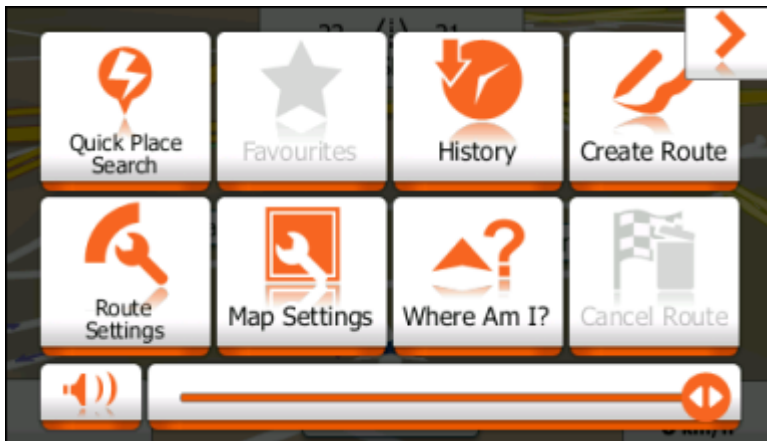 Quick Place
Search
Favourites
History
Create Route
Route
Settings
Map Settings
Where Am I?
Cancel Route